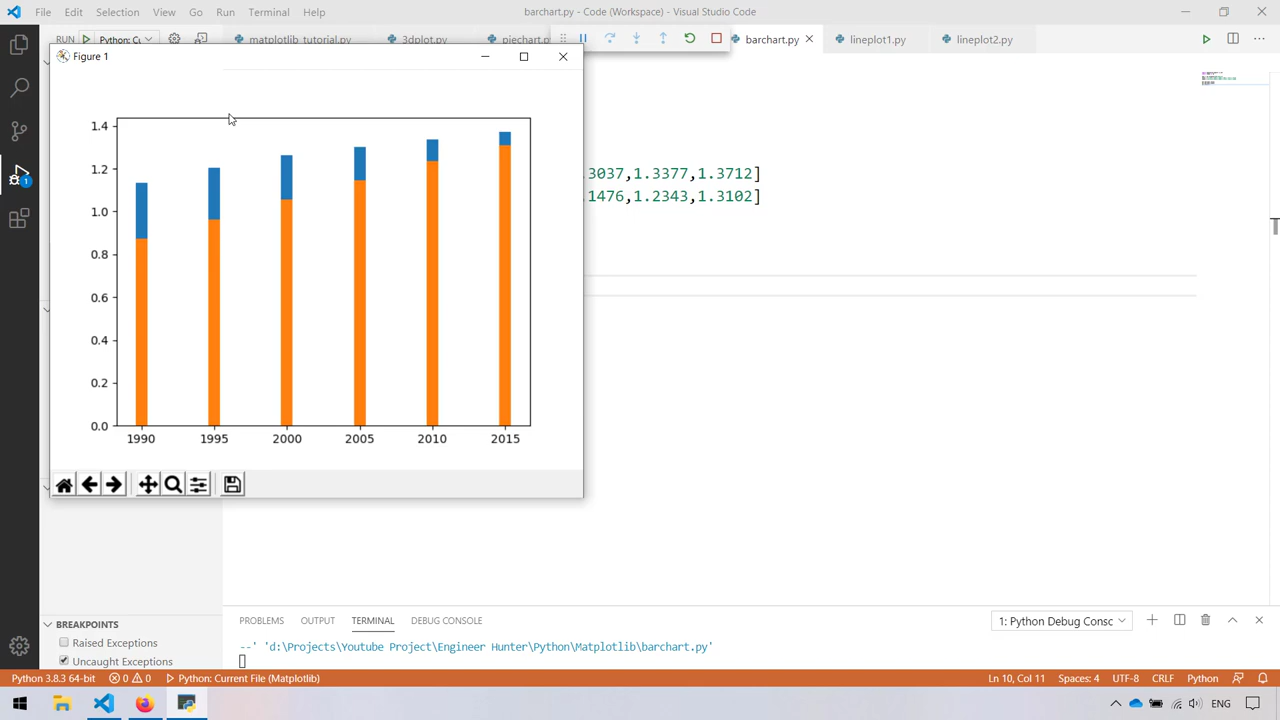 File Edit Selection View Go Run Terminal Help barchart.py - Code (Workspace) - Visual Studio Code
RUN Python: Cu matplotlib_tutorial.py 3dplot.py piechart.py barchart.py lineplot1.py lineplot2.py
Figure 1
1.4
1.2
1.0
0.8
0.6
0.4
0.2
0.0
1990 1995 2000 2005 2010 2015
.3037,1.3377,1.3712]
.1476,1.2343,1.3102]
BREAKPOINTS
Raised Exceptions
Uncaught Exceptions
PROBLEMS OUTPUT TERMINAL DEBUG CONSOLE 1: Python Debug Consc
--' 'd:\Projects\Youtube Project\Engineer Hunter\Python\Matplotlib\barchart.py'
Python 3.8.3 64-bit 0 0 Python: Current File (Matplotlib) Ln 10, Col 11 Spaces: 4 UTF-8 CRLF Python
1
ENG